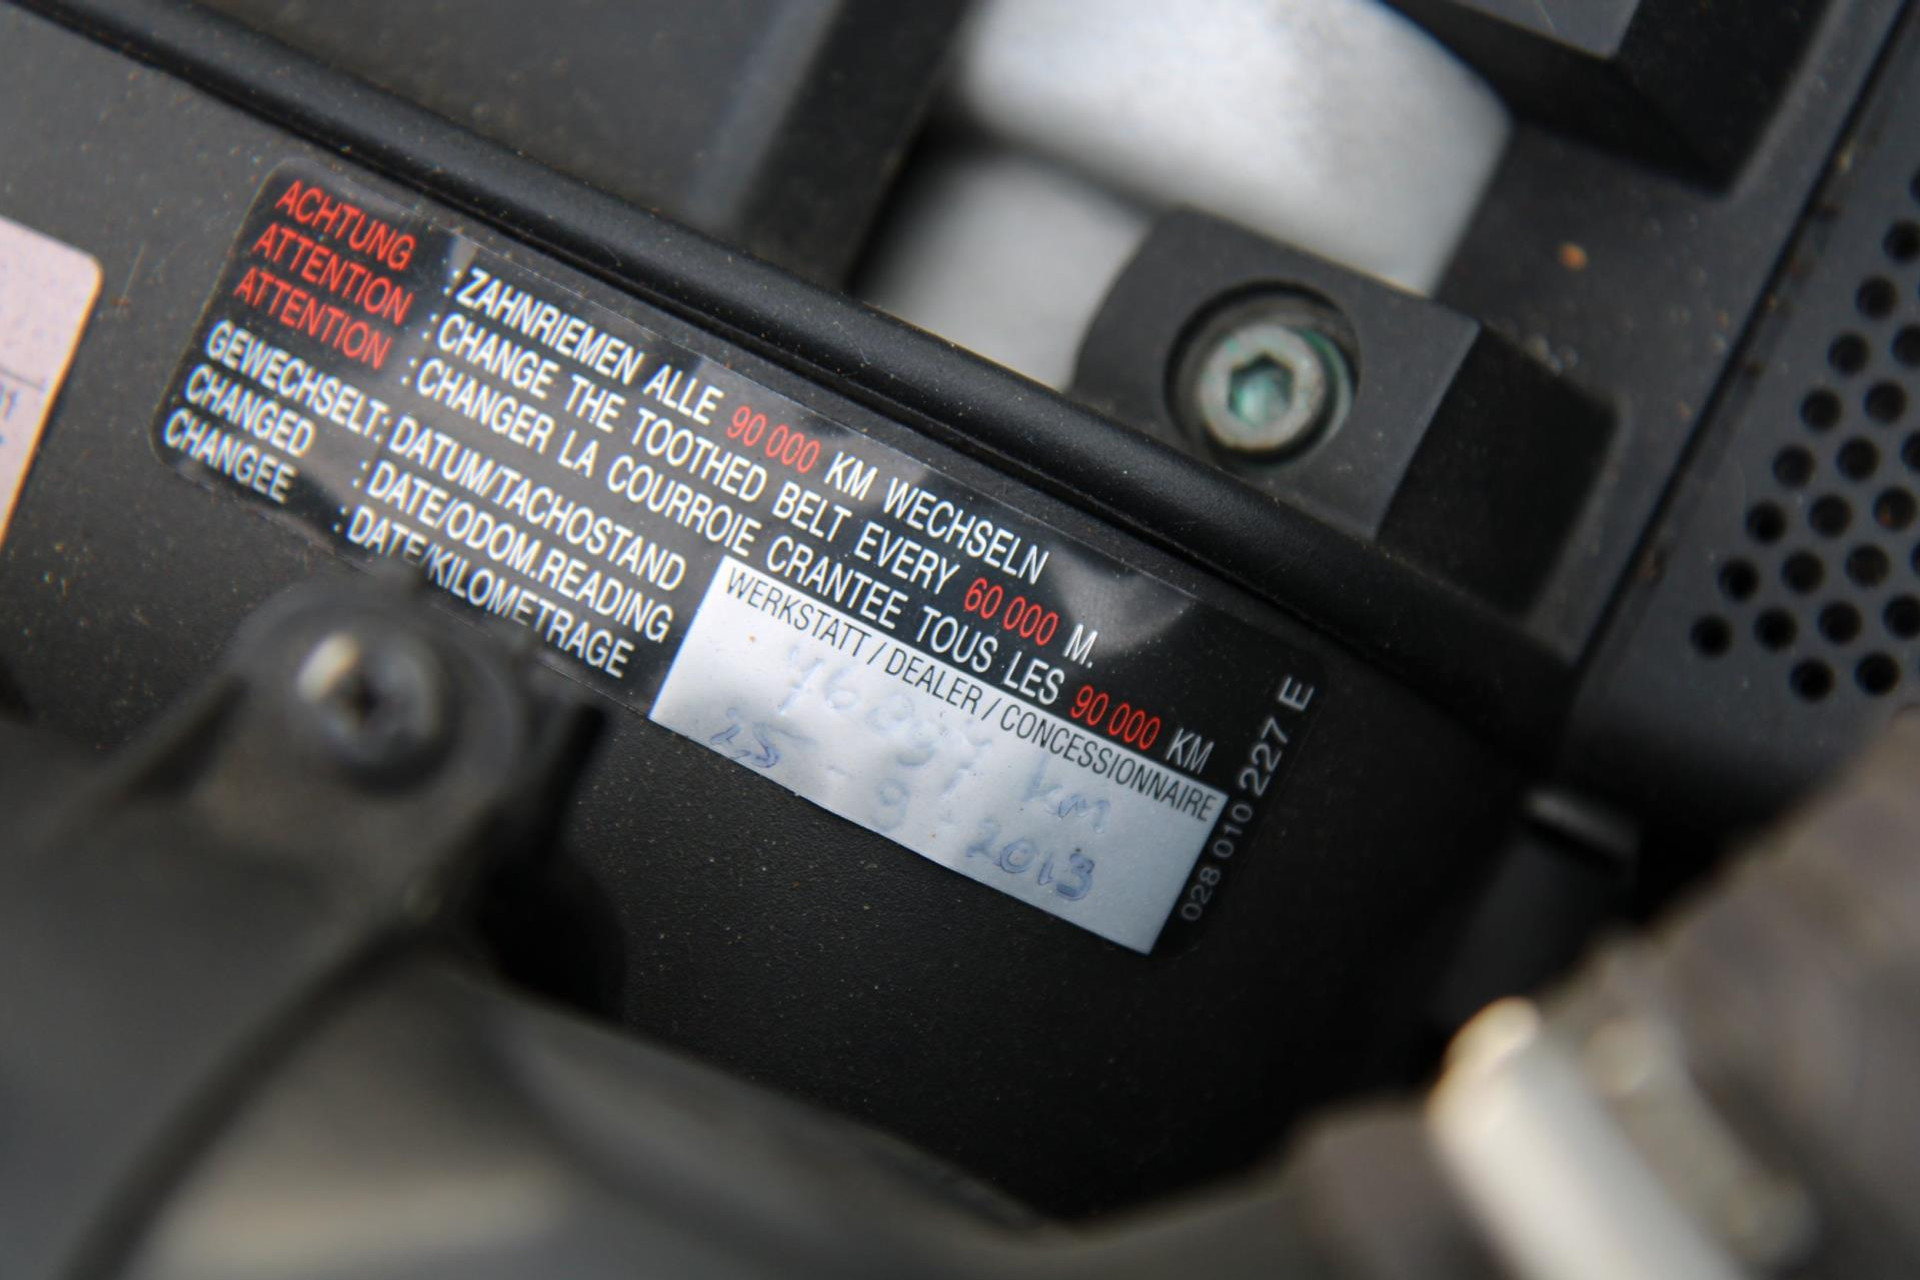 ACHTUNG : ZAHNRIEMEN ALLE 90 000 KM WECHSELN
ATTENTION : CHANGE THE TOOTHED BELT EVERY 60 000 M.
ATTENTION : CHANGER LA COURROIE CRANTEE TOUS LES 90 000 KM
GEWECHSELT: DATUM/TACHOSTAND
CHANGED : DATE/ODOM.READING
CHANGEE : DATE/KILOMETRAGE
WERKSTATT / DEALER / CONCESSIONNAIRE
km
25 - 9 - 2013
028 010 227 E